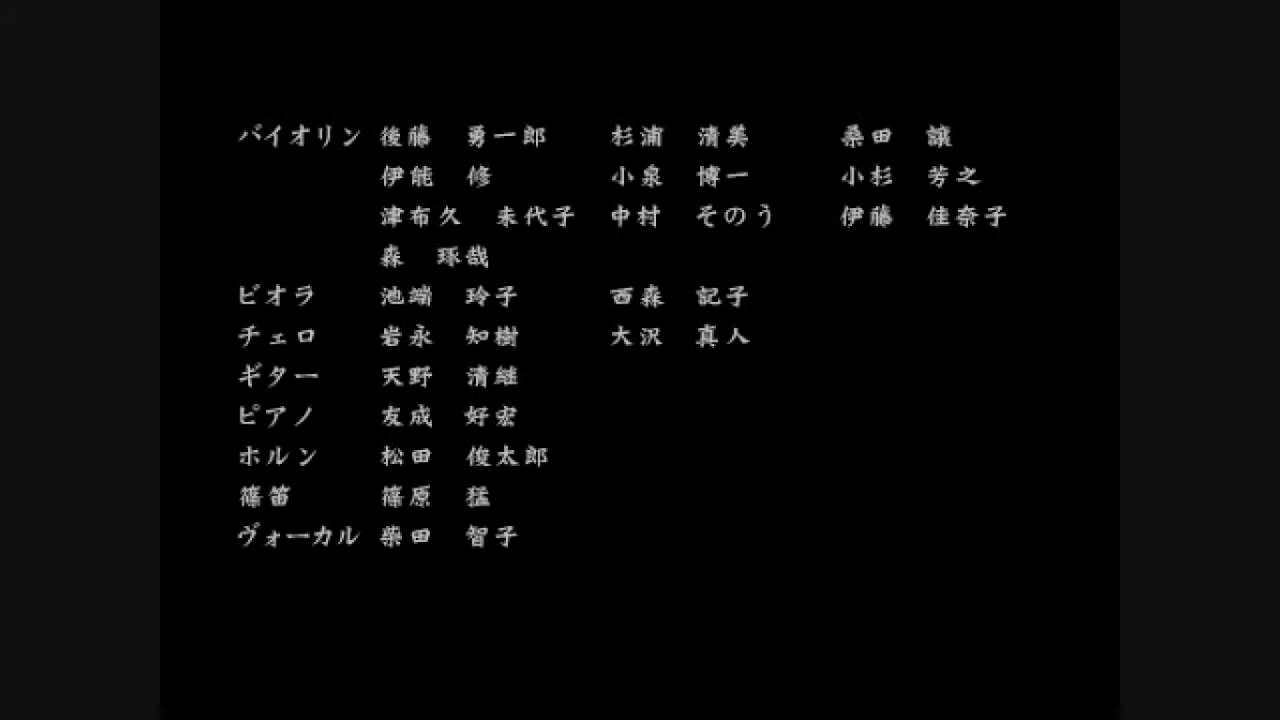 バイオリン 後藤 勇一郎 杉浦 清美 桑田 譲
伊能 修 小泉 博一 小杉 芳之
津布久 未代子 中村 そのう 伊藤 佳奈子
森 琢哉
ビオラ 池端 玲子 西森 記子
チェロ 岩永 知樹 大沢 真人
ギター 天野 清継
ピアノ 友成 好宏
ホルン 松田 俊太郎
篠笛 篠原 猛
ヴォーカル 柴田 智子